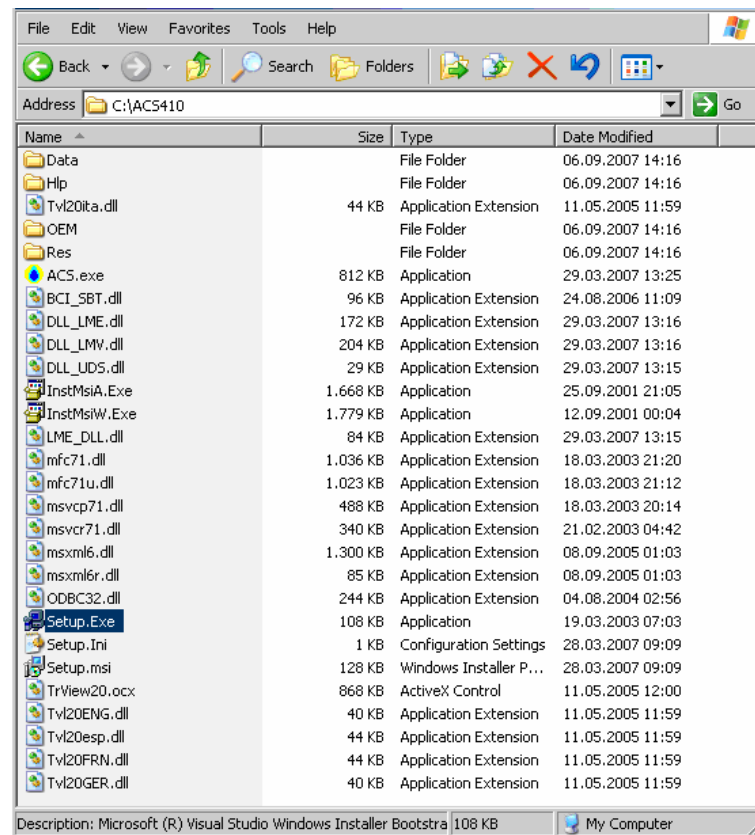 File Edit View Favorites Tools Help
Back Search Folders
Address C:\ACS410 Go
Name Size Type Date Modified
Data File Folder 06.09.2007 14:16
Hlp File Folder 06.09.2007 14:16
Tvl20ita.dll 44 KB Application Extension 11.05.2005 11:59
OEM File Folder 06.09.2007 14:16
Res File Folder 06.09.2007 14:16
ACS.exe 812 KB Application 29.03.2007 13:25
BCI_SBT.dll 96 KB Application Extension 24.08.2006 11:09
DLL_LME.dll 172 KB Application Extension 29.03.2007 13:16
DLL_LMV.dll 204 KB Application Extension 29.03.2007 13:16
DLL_UDS.dll 29 KB Application Extension 29.03.2007 13:15
InstMsiA.Exe 1.668 KB Application 25.09.2001 21:05
InstMsiW.Exe 1.779 KB Application 12.09.2001 00:04
LME_DLL.dll 84 KB Application Extension 29.03.2007 13:15
mfc71.dll 1.036 KB Application Extension 18.03.2003 21:20
mfc71u.dll 1.023 KB Application Extension 18.03.2003 21:12
msvcp71.dll 488 KB Application Extension 18.03.2003 20:14
msvcr71.dll 340 KB Application Extension 21.02.2003 04:42
msxml6.dll 1.300 KB Application Extension 08.09.2005 01:03
msxml6r.dll 85 KB Application Extension 08.09.2005 01:03
ODBC32.dll 244 KB Application Extension 04.08.2004 02:56
Setup.Exe 108 KB Application 19.03.2003 07:03
Setup.Ini 1 KB Configuration Settings 28.03.2007 09:09
Setup.msi 128 KB Windows Installer P... 28.03.2007 09:09
TrView20.ocx 868 KB ActiveX Control 11.05.2005 12:00
Tvl20ENG.dll 40 KB Application Extension 11.05.2005 11:59
Tvl20esp.dll 44 KB Application Extension 11.05.2005 11:59
Tvl20FRN.dll 44 KB Application Extension 11.05.2005 11:59
Tvl20GER.dll 40 KB Application Extension 11.05.2005 11:59
Description: Microsoft (R) Visual Studio Windows Installer Bootstra 108 KB My Computer